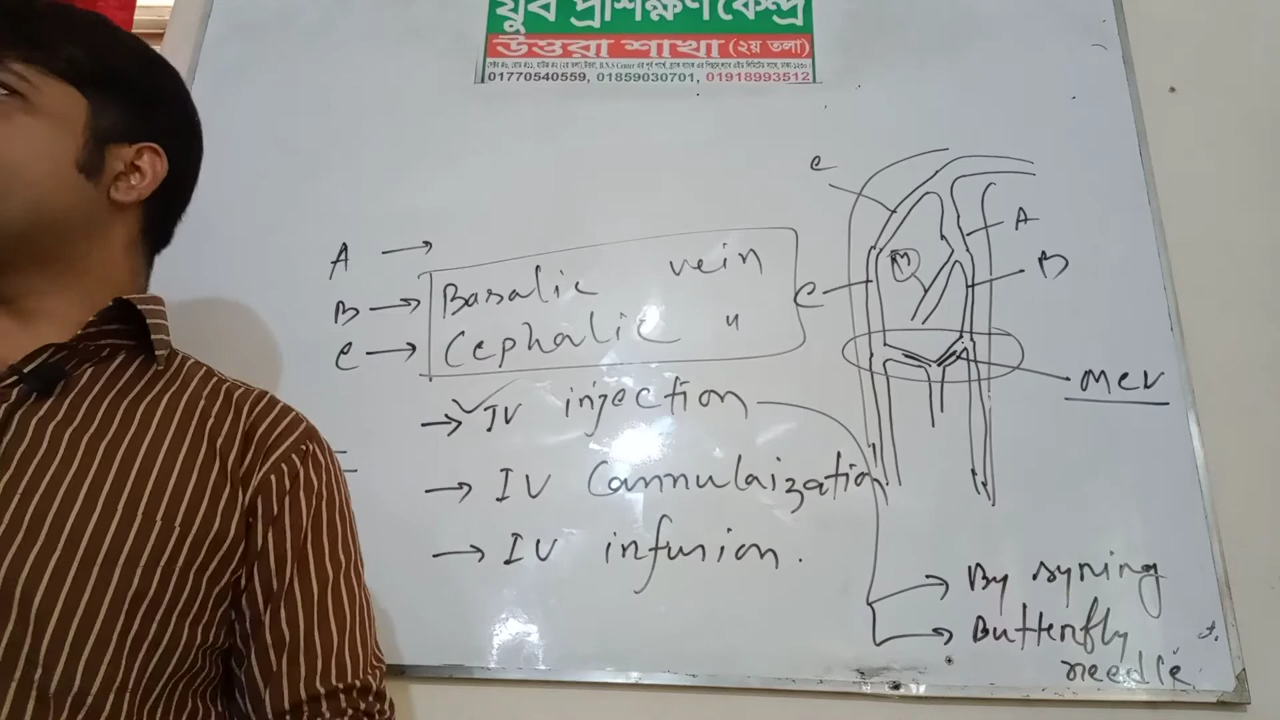 যুব প্রশিক্ষণ কেন্দ্র
উত্তরা শাখা (২য় তলা)
01770540559, 01859030701, 01918993512
A →
B → Basalic vein
C → Cephalic "
→ IV injection
→ IV Cannulaization
→ IV infusion.
C
A
M
B
C
MCV
→ By syring
→ Butterfly
needle